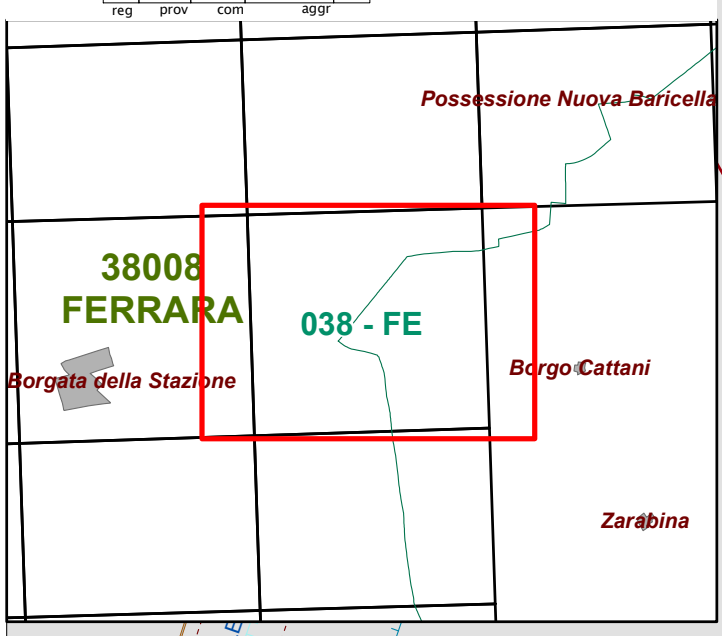 reg prov com aggr
Possessione Nuova Baricella
38008
FERRARA
038 - FE
Borgo Cattani
Borgata della Stazione
Zarabina
E